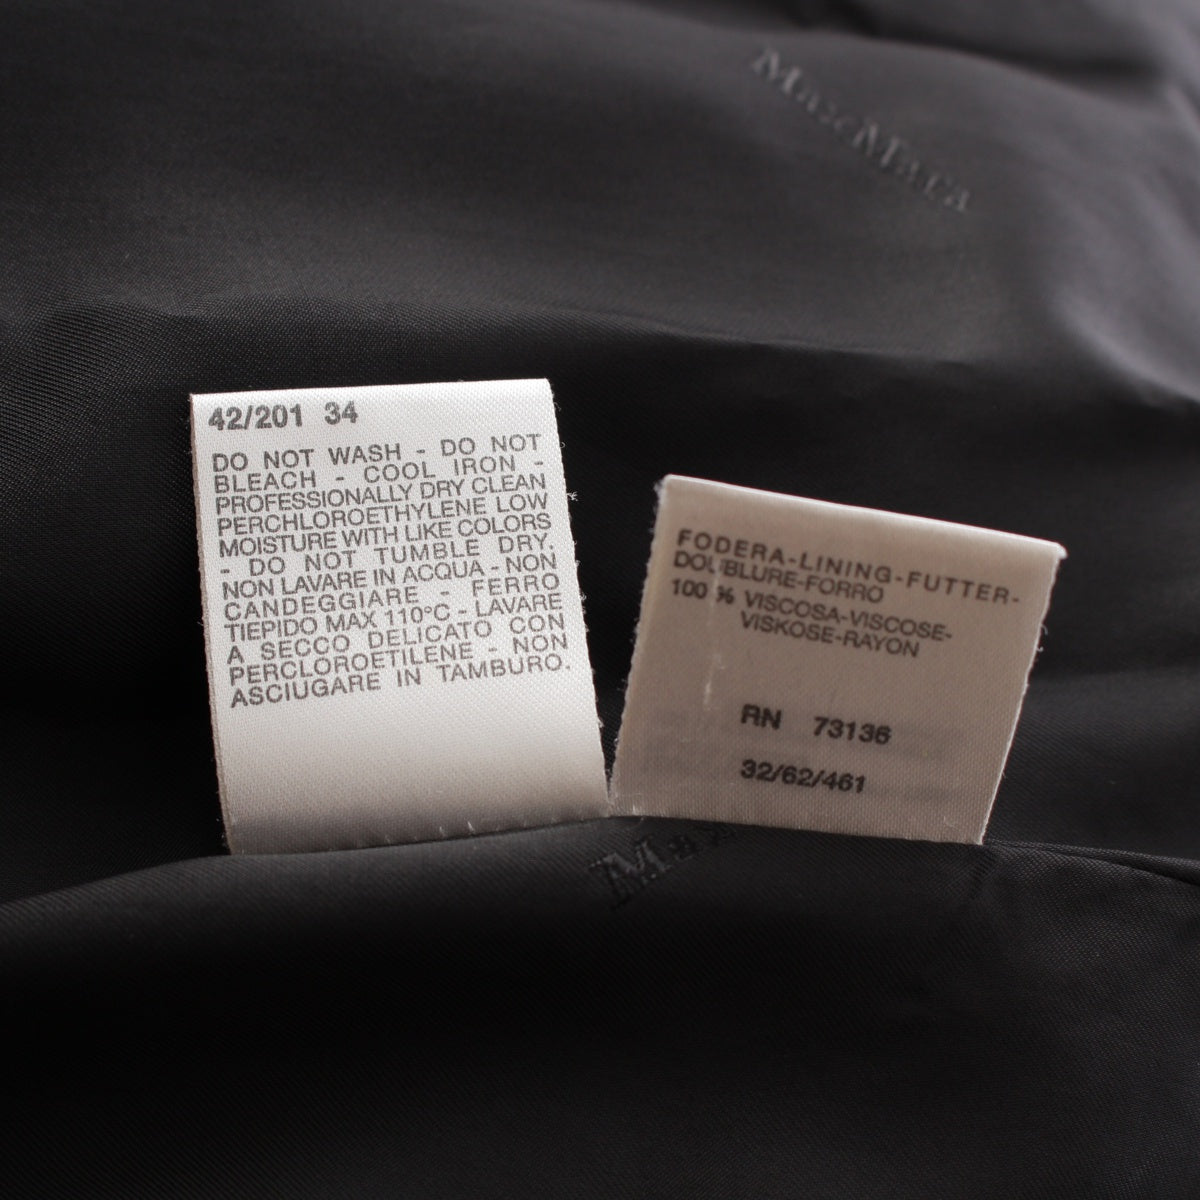 MaxMara
42/201 34
DO NOT WASH - DO NOT
BLEACH - COOL IRON -
PROFESSIONALLY DRY CLEAN
PERCHLOROETHYLENE LOW
MOISTURE WITH LIKE COLORS
- DO NOT TUMBLE DRY.
NON LAVARE IN ACQUA - NON
CANDEGGIARE - FERRO
TIEPIDO MAX 110°C - LAVARE
A SECCO DELICATO CON
PERCLOROETILENE - NON
ASCIUGARE IN TAMBURO.
FODERA-LINING-FUTTER-
DOUBLURE-FORRO
100 % VISCOSA-VISCOSE-
VISKOSE-RAYON
RN 73136
32/62/461
Max